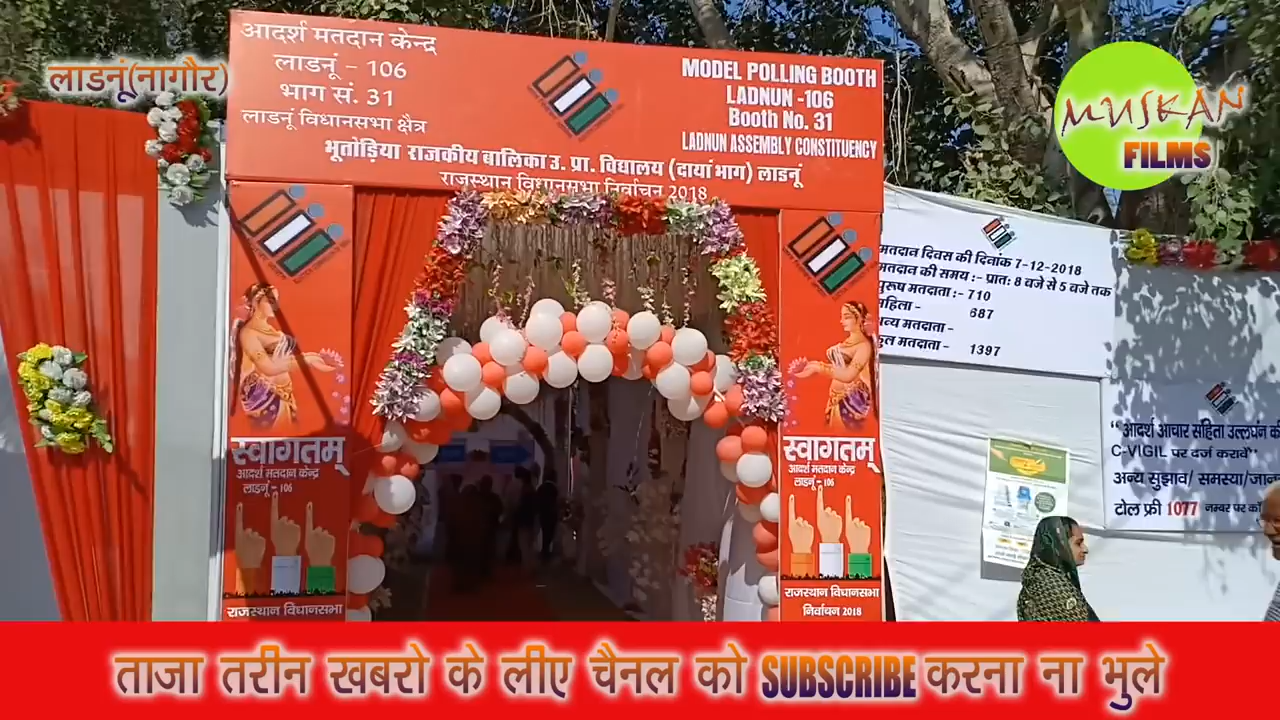 लाडनूं(नागौर)
आदर्श मतदान केन्द्र
लाडनूं – 106
भाग सं. 31
लाडनूं विधानसभा क्षैत्र
MODEL POLLING BOOTH
LADNUN -106
Booth No. 31
LADNUN ASSEMBLY CONSTITUENCY
भूतोड़िया राजकीय बालिका उ. प्रा. विद्यालय (दायां भाग) लाडनूं
राजस्थान विधानसभा निर्वाचन 2018
MUSKAN
FILMS
मतदान दिवस की दिनांक 7-12-2018
मतदान की समय :- प्रात: 8 बजे से 5 बजे तक
पुरूष मतदाता :- 710
महिला - 687
अन्य मतदाता -
कुल मतदाता - 1397
"आदर्श आचार संहिता उल्लघंन की
C-VIGIL पर दर्ज करावें"
अन्य सुझाव/ समस्या/
टोल फ्री 1077 नम्बर पर
स्वागतम्
आदर्श मतदान केन्द्र
लाडनूं - 106
राजस्थान विधानसभा
स्वागतम्
आदर्श मतदान केन्द्र
लाडनूं - 106
राजस्थान विधानसभा
निर्वाचन 2018
ताजा तरीन खबरो के लीए चैनल को SUBSCRIBE करना ना भुले